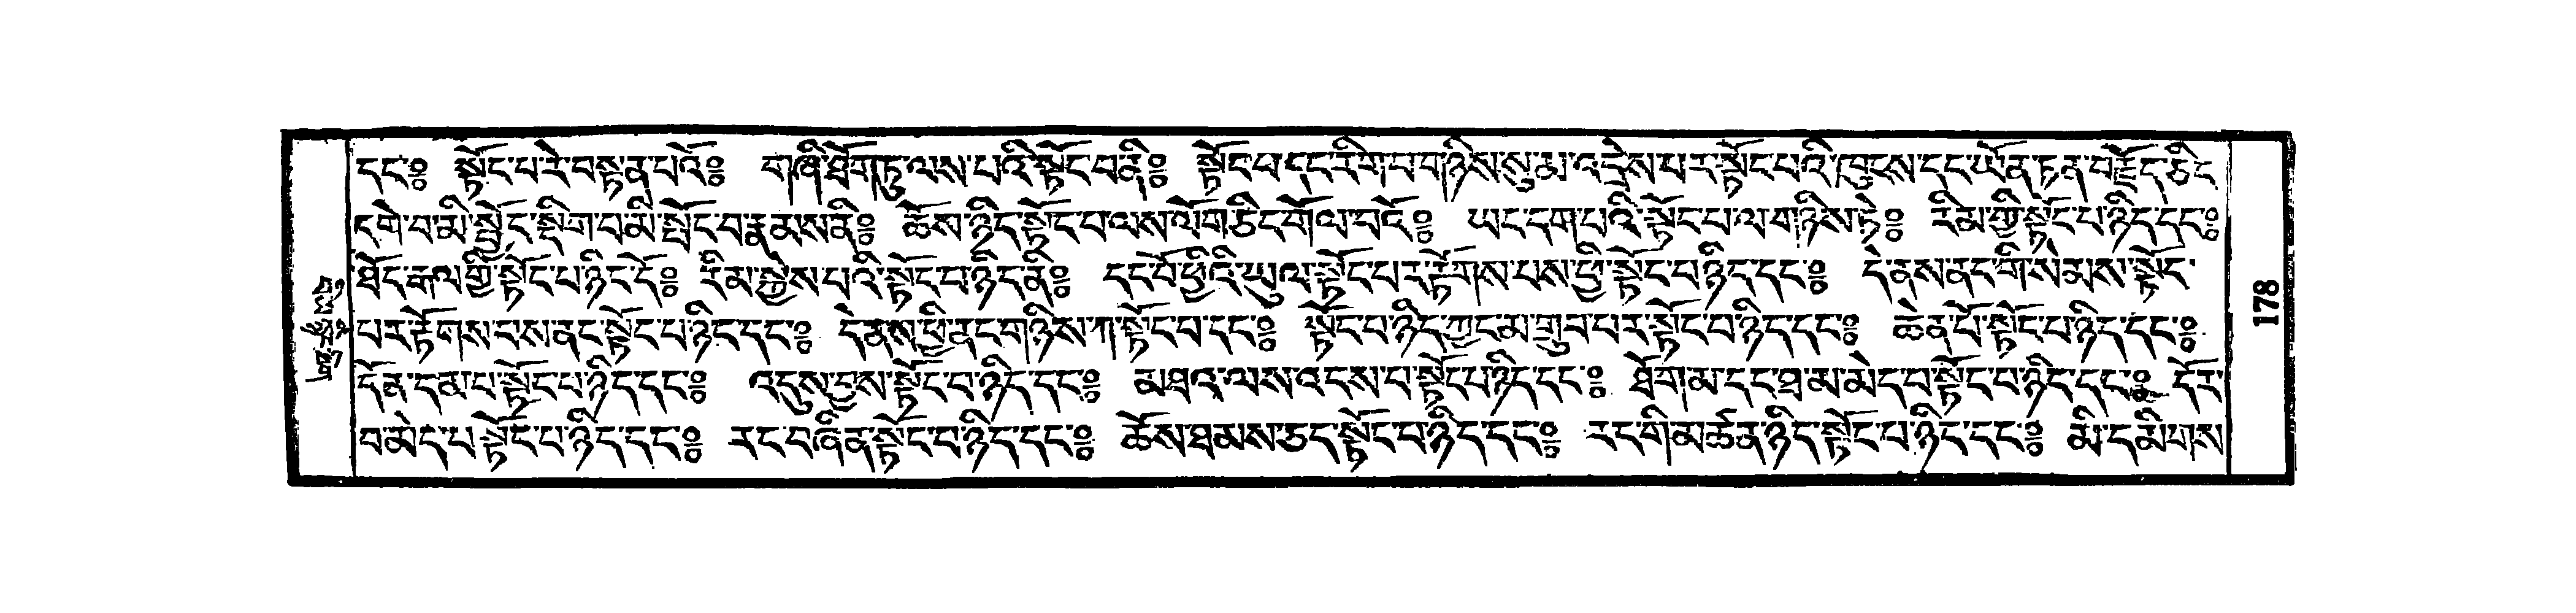 དང༔ སྟོང་པ་རེ་བསྟན་པའོ༔ གཞི་ཐོག་ཏུ་ལས་པའི་སྟོང་བནི༔ སྟོང་པ་དང་རིག་པ་གཉིས་སུ་མ་འདྲེས་པར་སྟོང་པའི་ཁུངས་དང་ཡོན་ཏན་བརྗོད་ཅིང
དགེ་བ་མི་སྤྱོད་སྡིག་པ་མི་སྤོང་བ་རྣམས་ནི༔ ཆོས་ཉིད་སྟོང་པ་ལས་ལོག་ཅིང་གོལ་བའོ༔ ཡང་དག་པའི་སྟོང་པ་ལ་གཉིས་ཏེ༔ རིམ་གྱི་སྟོང་པ་ཉིད་དང༔
ཐོད་རྒལ་གྱི་སྟོང་པ་ཉིད་དོ༔ རིམ་སྐྱེས་པའི་སྟོང་པ་ཉིད་ནི༔ དང་པོ་ཕྱིའི་ཡུལ་སྟོང་པར་རྟོགས་པས་ཕྱི་སྟོང་པ་ཉིད་དང༔ དེ་ནས་ནང་གི་སེམས་སྟོང་
པར་རྟོགས་པས་ནང་སྟོང་པ་ཉིད་དང༔ དེ་ནས་ཕྱི་ནང་གཉིས་ཀ་སྟོང་པ་དང༔ སྟོང་པ་ཉིད་ཀྱང་མ་གྲུབ་པར་སྟོང་པ་ཉིད་དང༔ ཆེན་པོ་སྟོང་པ་ཉིད་དང༔
དོན་དམ་པ་སྟོང་པ་ཉིད་དང༔ འདུས་བྱས་སྟོང་པ་ཉིད་དང༔ མཐའ་ལས་འདས་པ་སྟོང་པ་ཉིད་དང༔ ཐོག་མ་དང་ཐ་མ་མེད་པ་སྟོང་པ་ཉིད་དང༔ དོར་
བ་མེད་པ་སྟོང་པ་ཉིད་དང༔ རང་བཞིན་སྟོང་པ་ཉིད་དང༔ ཆོས་ཐམས་ཅད་སྟོང་པ་ཉིད་དང༔ རང་གི་མཚན་ཉིད་སྟོང་པ་ཉིད་དང༔ མི་དམིགས
178